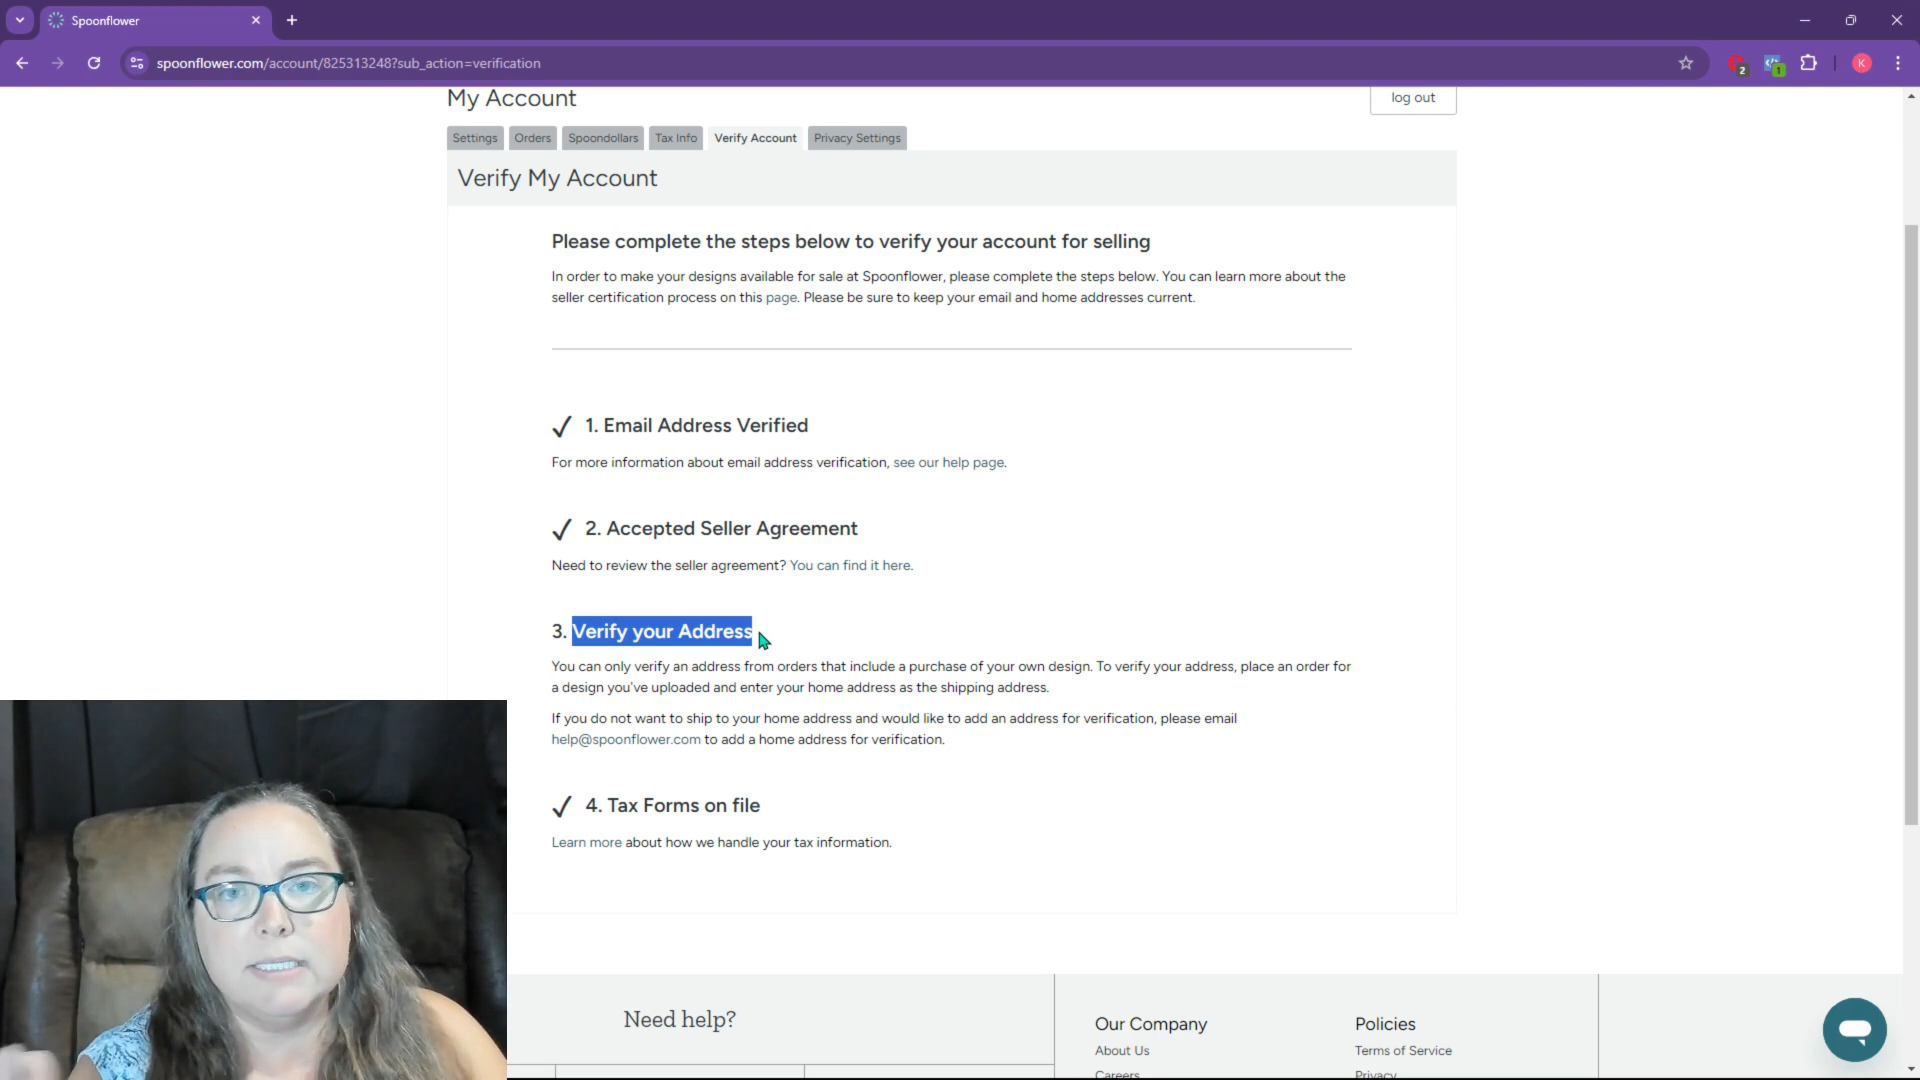 Spoonflower
spoonflower.com/account/825313248?sub_action=verification
2
1
K
My Account
log out
Settings
Orders
Spoondollars
Tax Info
Verify Account
Privacy Settings
Verify My Account
Please complete the steps below to verify your account for selling
In order to make your designs available for sale at Spoonflower, please complete the steps below. You can learn more about the
seller certification process on this page. Please be sure to keep your email and home addresses current.
1. Email Address Verified
For more information about email address verification, see our help page.
2. Accepted Seller Agreement
Need to review the seller agreement? You can find it here.
3. Verify your Address
You can only verify an address from orders that include a purchase of your own design. To verify your address, place an order for
a design you've uploaded and enter your home address as the shipping address.
If you do not want to ship to your home address and would like to add an address for verification, please email
help@spoonflower.com to add a home address for verification.
4. Tax Forms on file
Learn more about how we handle your tax information.
Need help?
Our Company
About Us
Careers
Policies
Terms of Service
Privacy